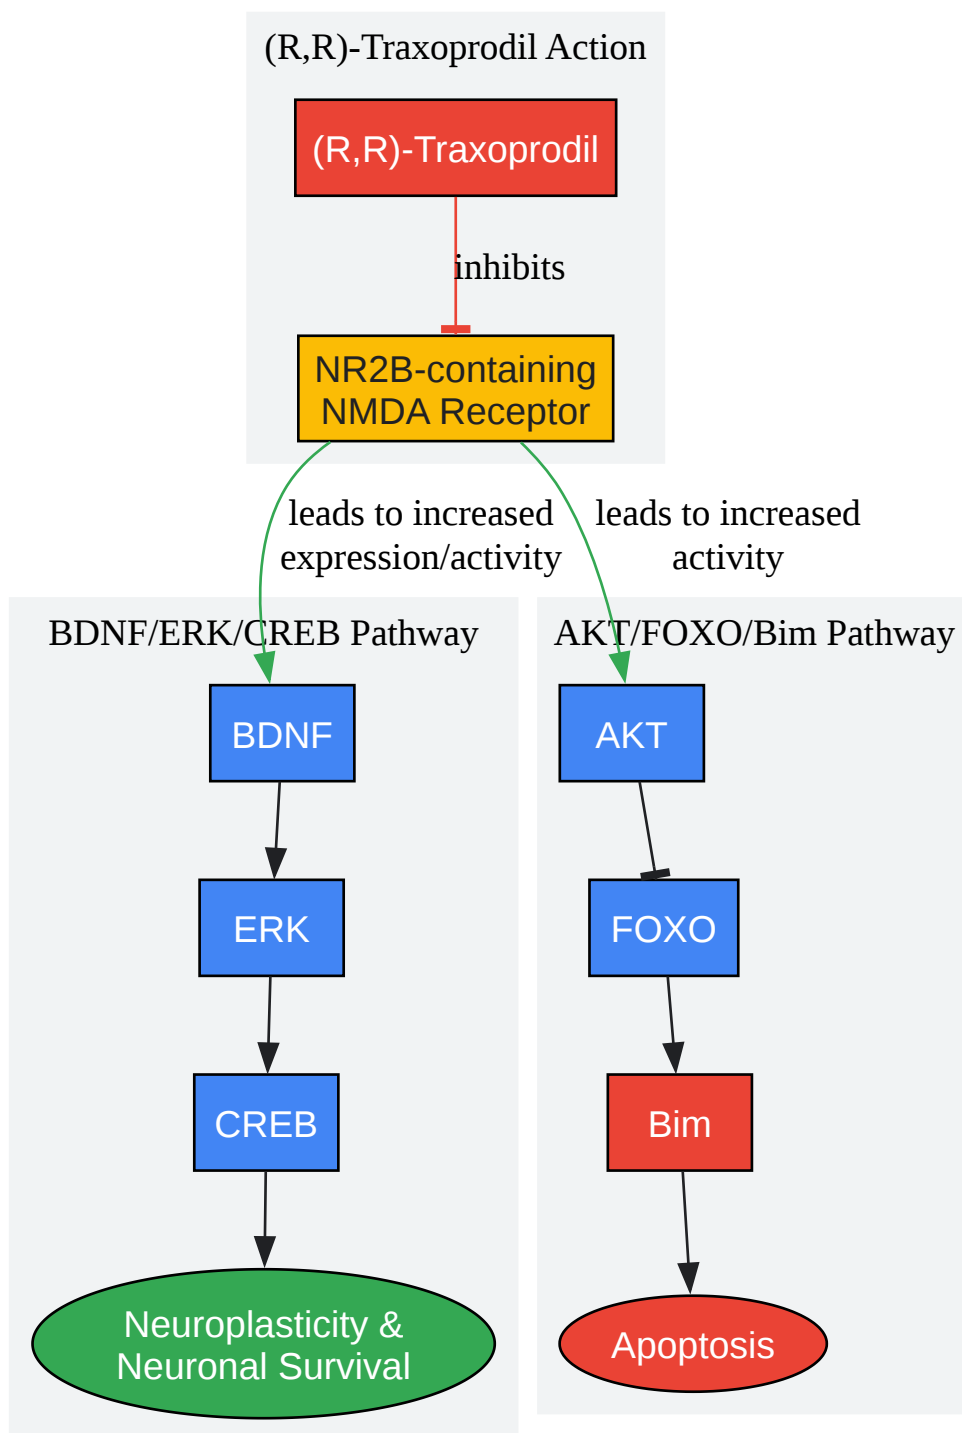 (R,R)-Traxoprodil Action
(R,R)-Traxoprodil
inhibits
NR2B-containing
NMDA Receptor
leads to increased
expression/activity
leads to increased
activity
BDNF/ERK/CREB Pathway
BDNF
ERK
CREB
Neuroplasticity &
Neuronal Survival
AKT/FOXO/Bim Pathway
AKT
FOXO
Bim
Apoptosis